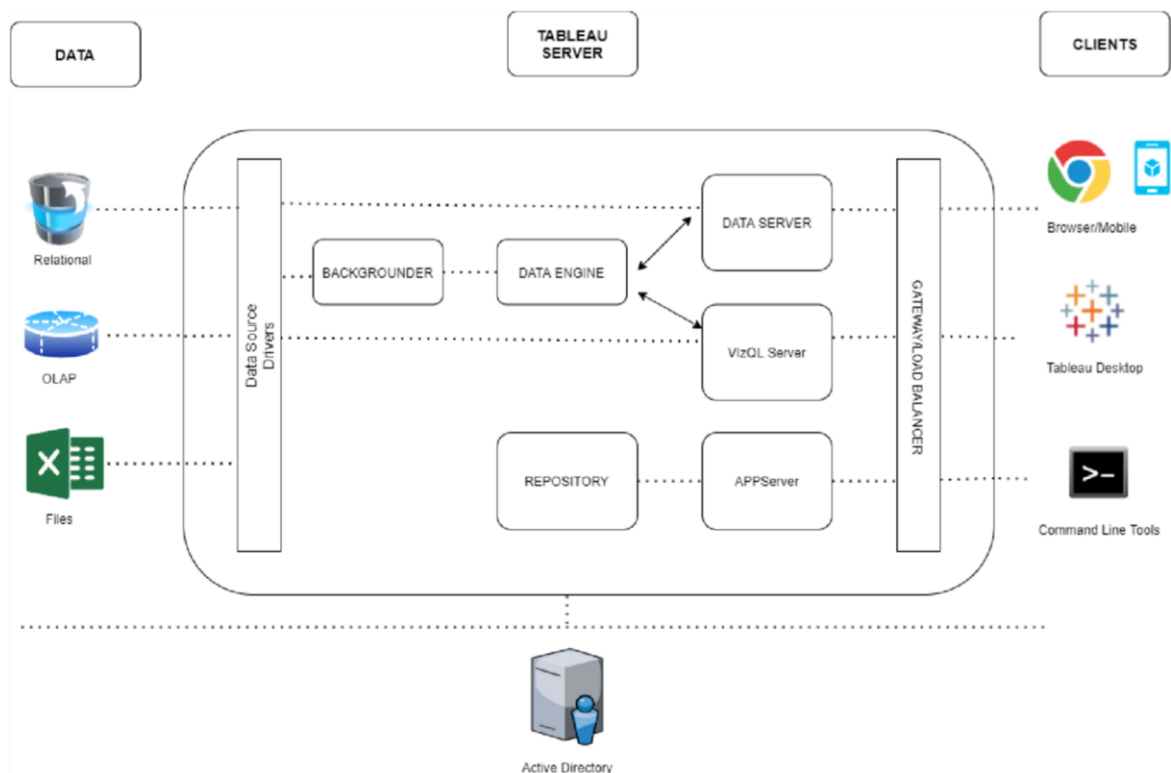 DATA
TABLEAU
SERVER
CLIENTS
Relational
OLAP
Files
Data Source
Drivers
BACKGROUNDER
DATA ENGINE
DATA SERVER
VizQL Server
REPOSITORY
APPServer
GATEWAY/LOAD BALANCER
Browser/Mobile
Tableau Desktop
Command Line Tools
Active Directory